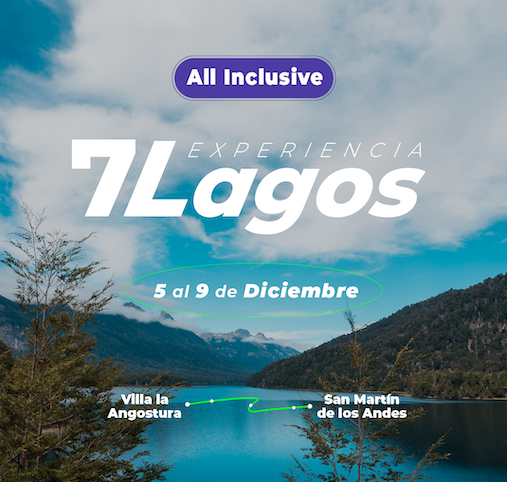 All Inclusive
EXPERIENCIA
7Lagos
5 al 9 de Diciembre
Villa la
Angostura
San Martín
de los Andes